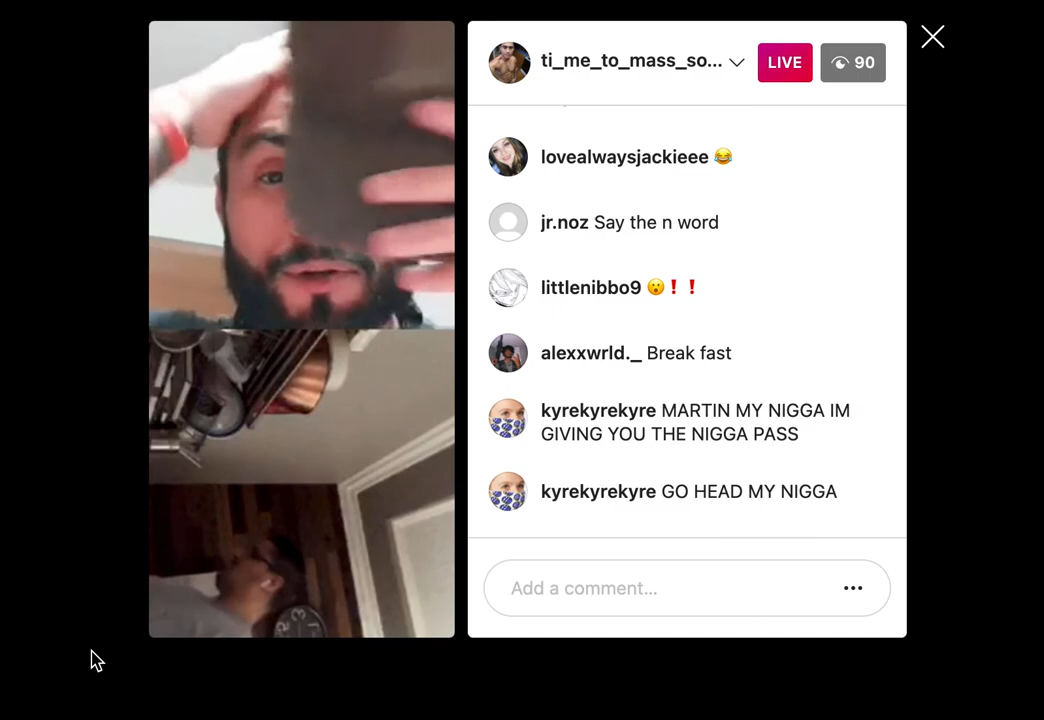 ti_me_to_mass_so...
LIVE
90
lovealwaysjackieee 😂
jr.noz Say the n word
littlenibbo9 😮❗❗
alexxwrld._ Break fast
kyrekyrekyre MARTIN MY NIGGA IM
GIVING YOU THE NIGGA PASS
kyrekyrekyre GO HEAD MY NIGGA
Add a comment...